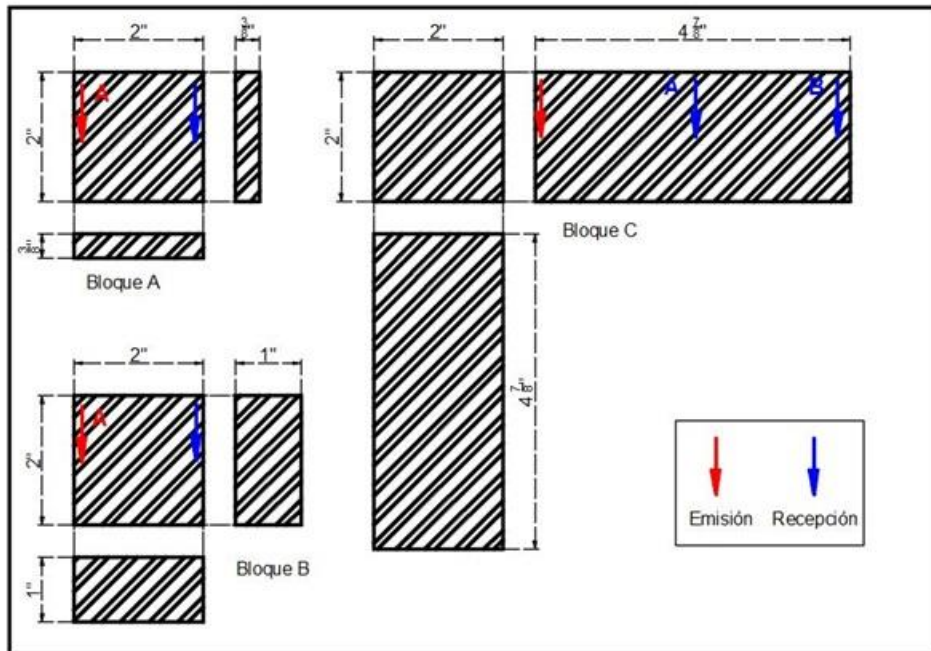 2"
3/8"
2"
4 7/8"
A
A
B
2"
2"
3/8"
Bloque A
Bloque C
2"
1"
A
2"
4 7/8"
1"
Bloque B
Emisión Recepción